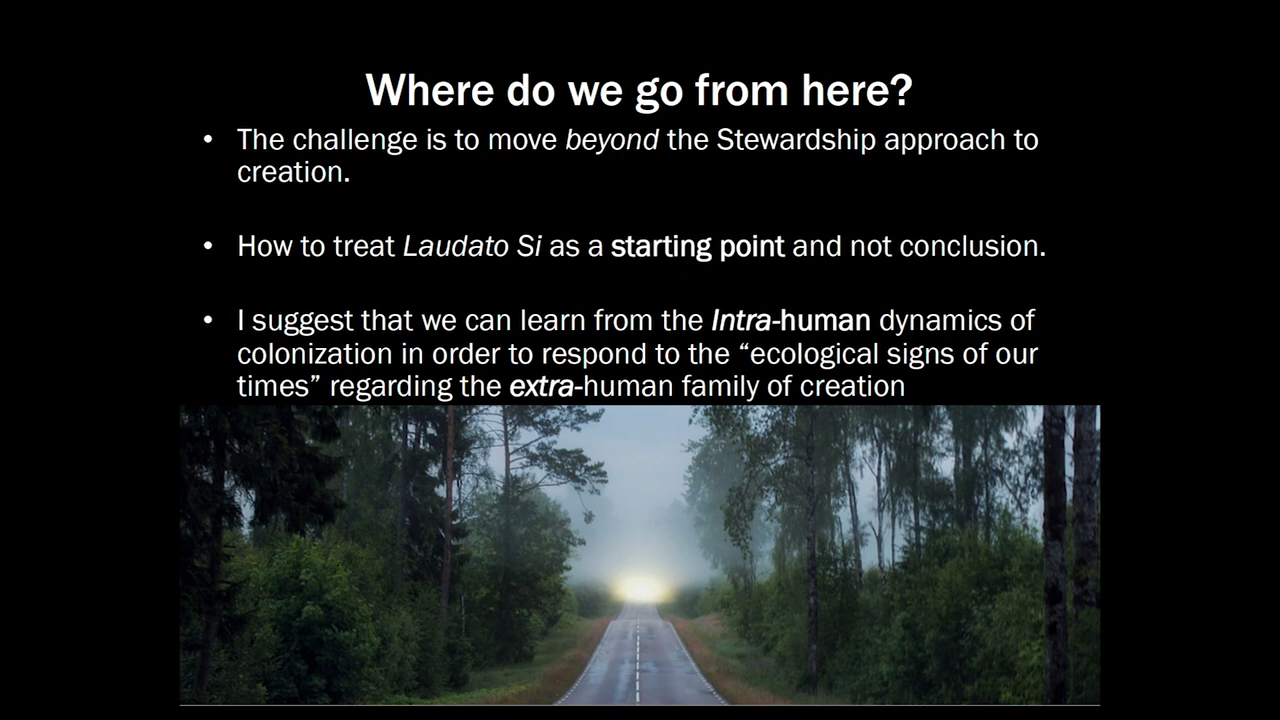 Where do we go from here?
• The challenge is to move beyond the Stewardship approach to
creation.
• How to treat Laudato Si as a starting point and not conclusion.
• I suggest that we can learn from the Intra-human dynamics of
colonization in order to respond to the “ecological signs of our
times” regarding the extra-human family of creation